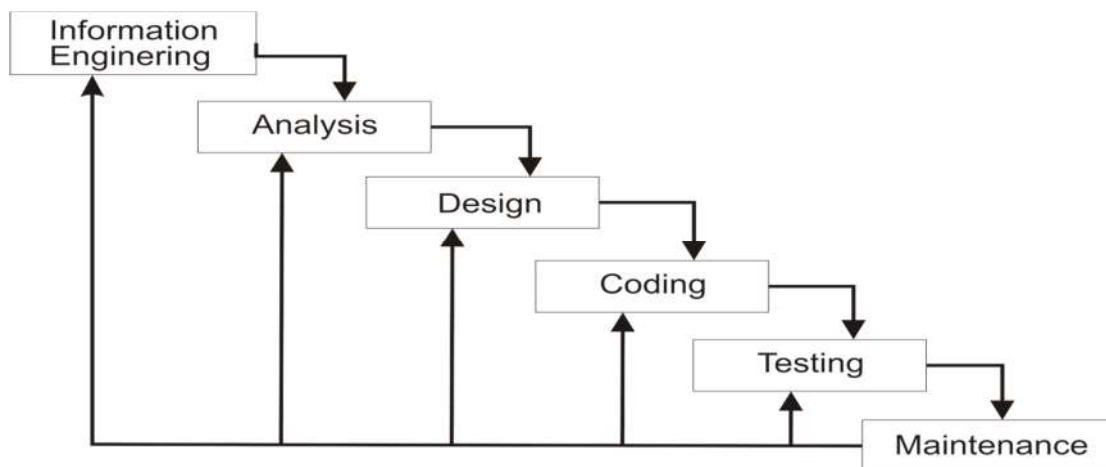 Information
Enginering
Analysis
Design
Coding
Testing
Maintenance